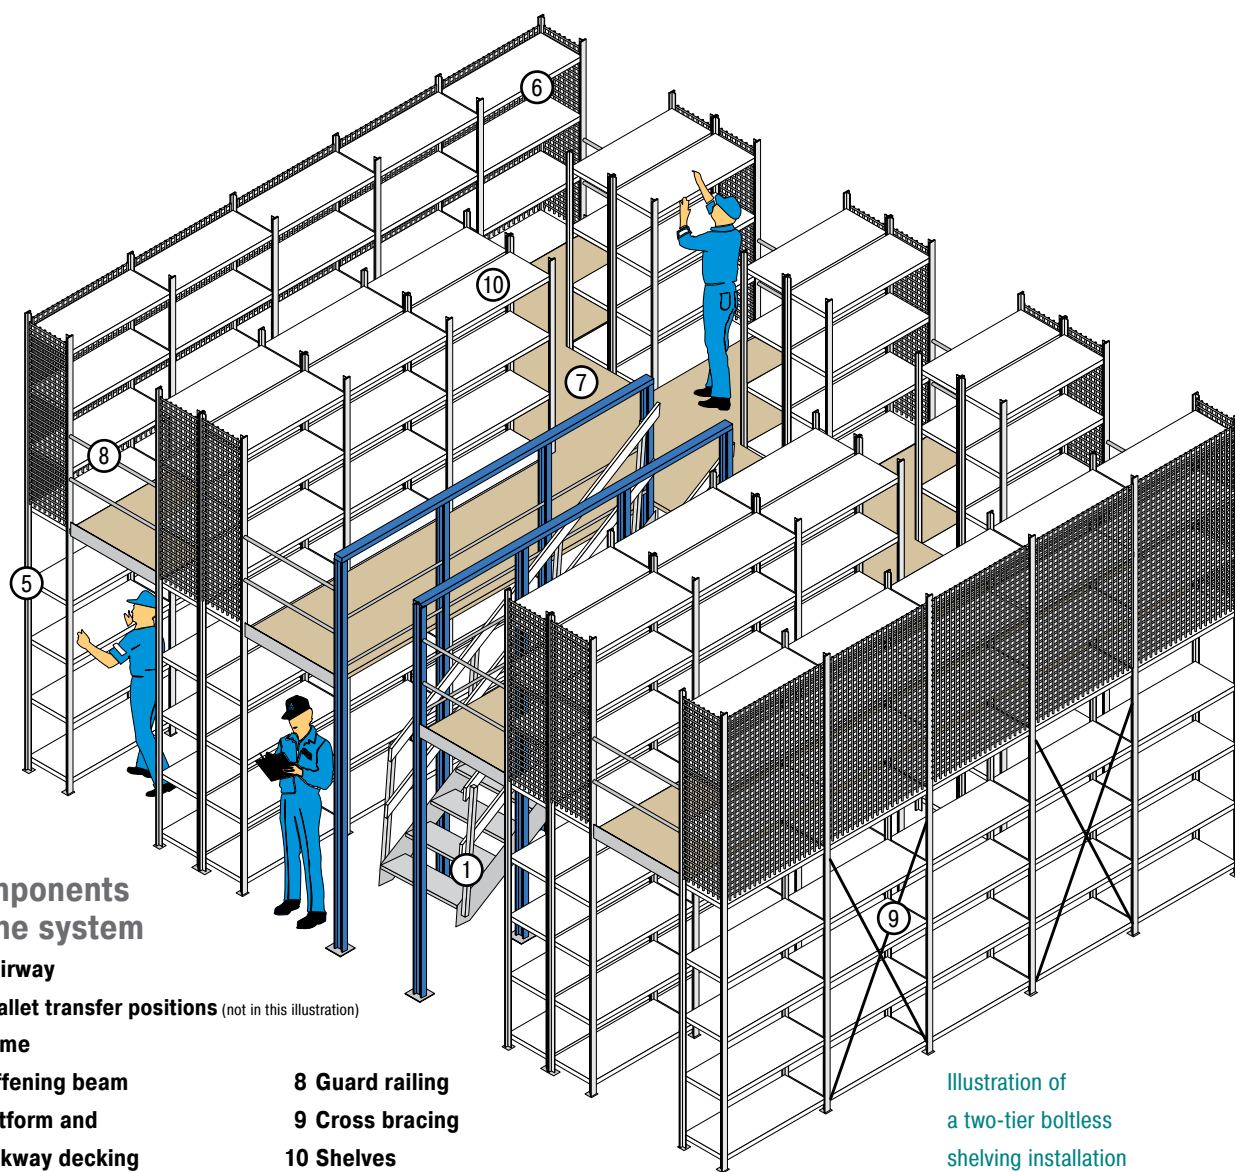 6
10
7
8
5
1
9
mponents
ne system
irway
allet transfer positions (not in this illustration)
me
ffening beam
tform and
kway decking
8 Guard railing
9 Cross bracing
10 Shelves
Illustration of
a two-tier boltless
shelving installation